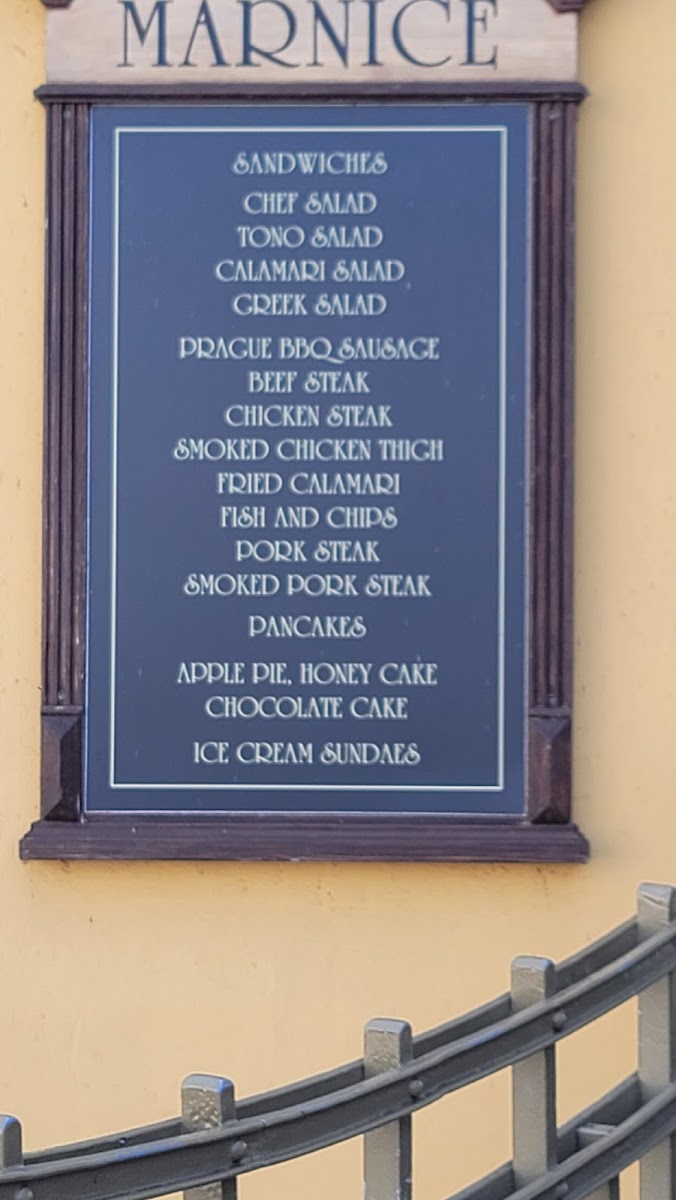 MARNICE
SANDWICHES
CHEF SALAD
TONO SALAD
CALAMARI SALAD
GREEK SALAD
PRAGUE BBQ SAUSAGE
BEEF STEAK
CHICKEN STEAK
SMOKED CHICKEN THIGH
FRIED CALAMARI
FISH AND CHIPS
PORK STEAK
SMOKED PORK STEAK
PANCAKES
APPLE PIE, HONEY CAKE
CHOCOLATE CAKE
ICE CREAM SUNDAES